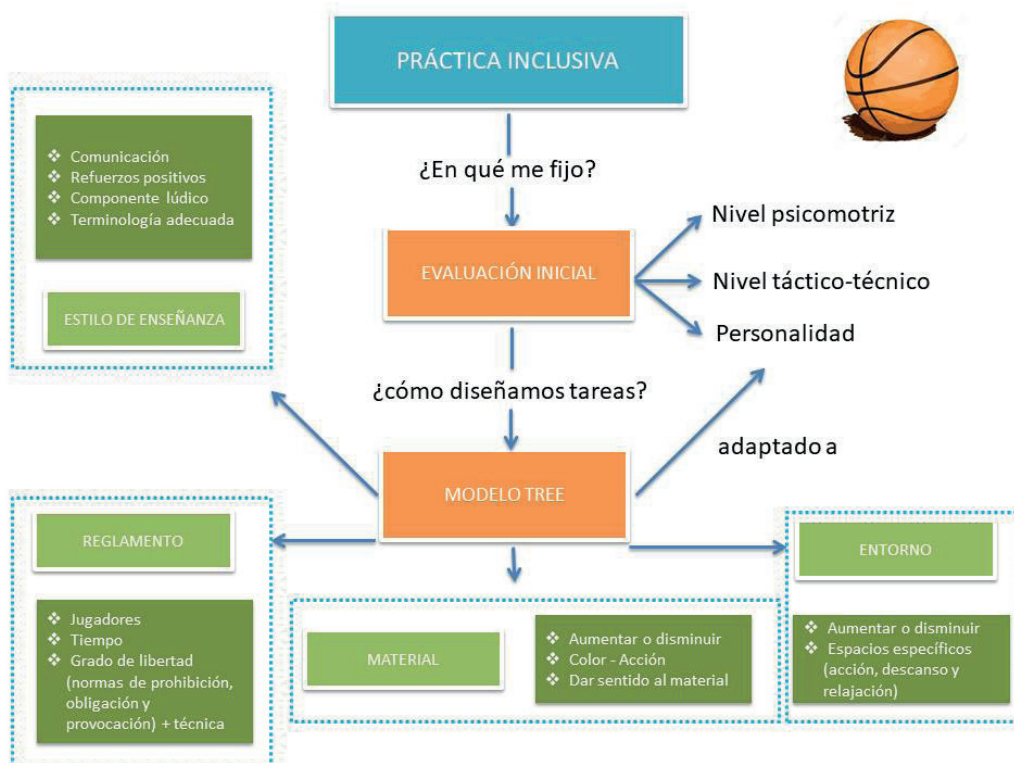 PRÁCTICA INCLUSIVA
¿En qué me fijo?
EVALUACIÓN INICIAL
Nivel psicomotriz
Nivel táctico-técnico
Personalidad
¿cómo diseñamos tareas?
MODELO TREE
adaptado a
❖ Comunicación
❖ Refuerzos positivos
❖ Componente lúdico
❖ Terminología adecuada
ESTILO DE ENSEÑANZA
REGLAMENTO
❖ Jugadores
❖ Tiempo
❖ Grado de libertad
(normas de prohibición,
obligación y
provocación) + técnica
MATERIAL
❖ Aumentar o disminuir
❖ Color - Acción
❖ Dar sentido al material
ENTORNO
❖ Aumentar o disminuir
❖ Espacios específicos
(acción, descanso y
relajación)